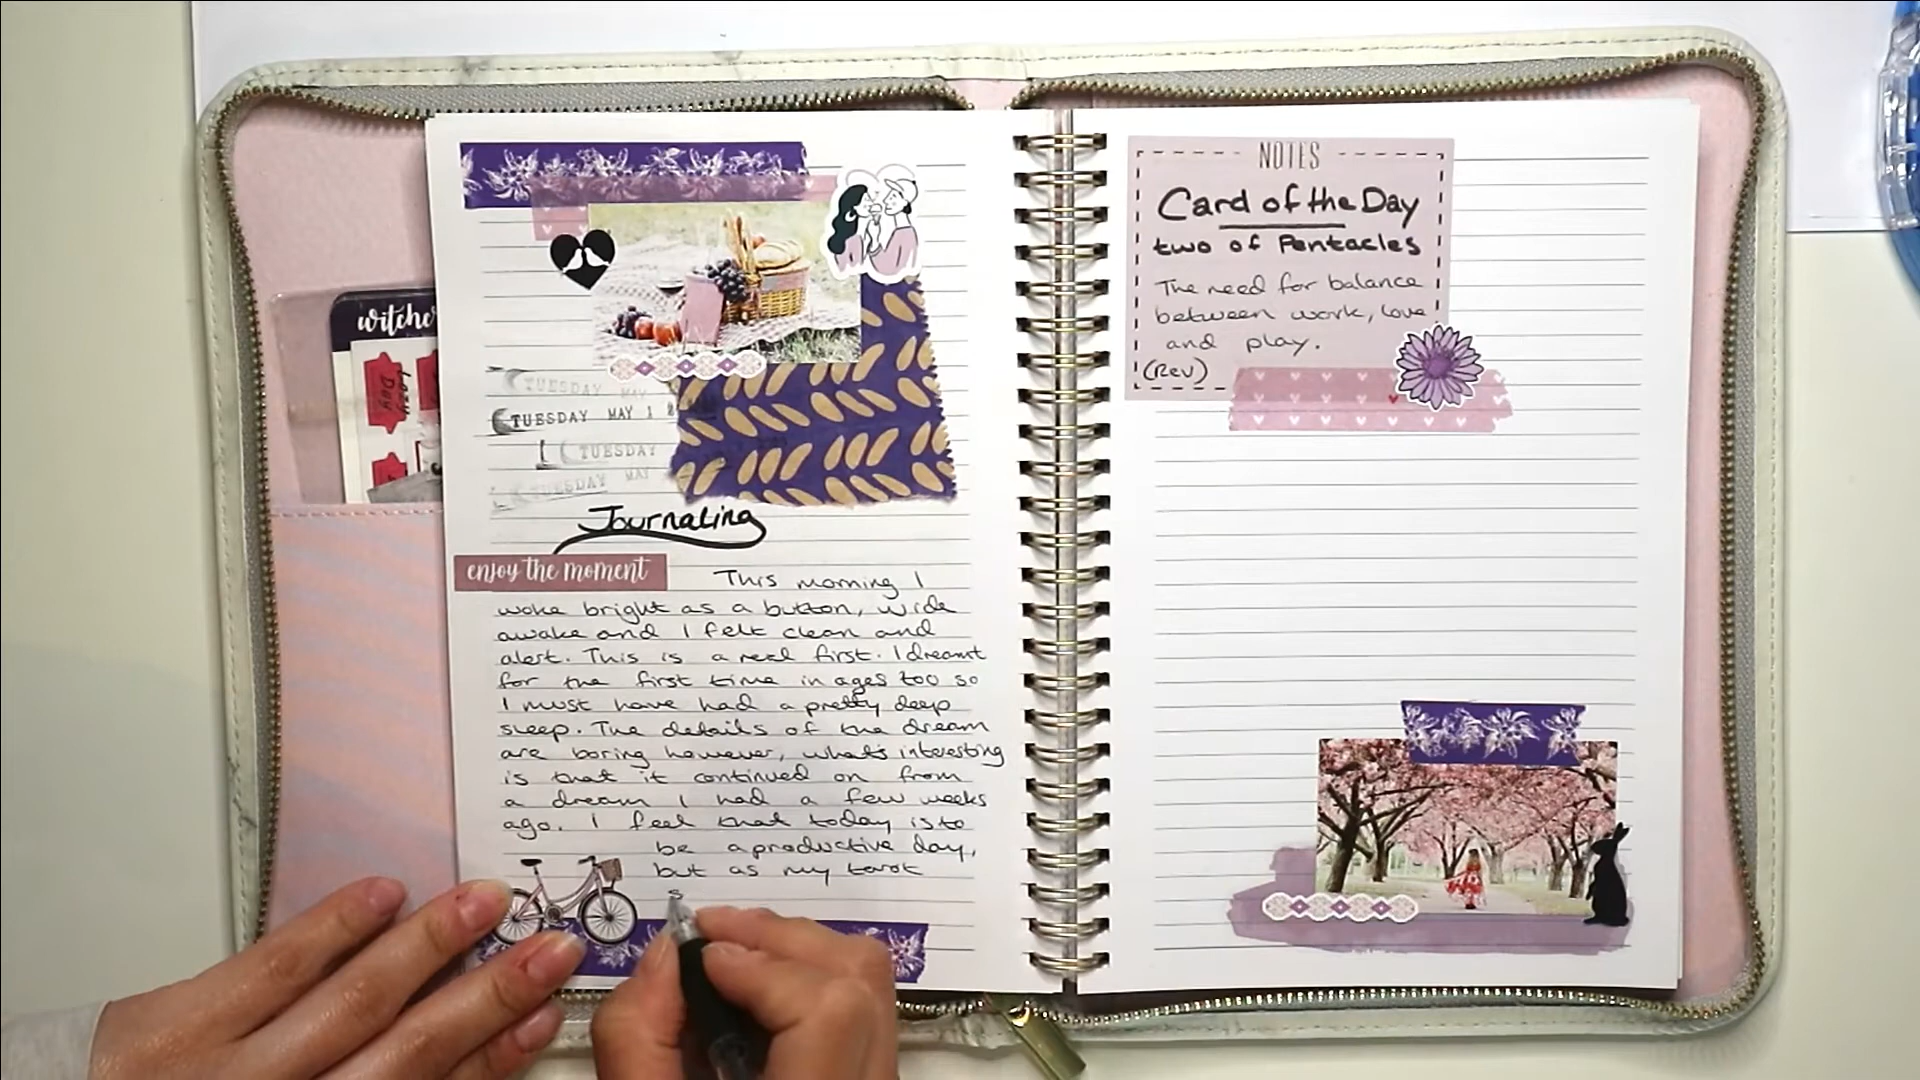 witche
Lazy
Day
TUESDAY MAY
TUESDAY MAY 1
TUESDAY
TUESDAY MAY
Journaling
enjoy the moment
This morning I
woke bright as a button, wide
awake and I felt clean and
alert. This is a real first. I dreamt
for the first time in ages too so
I must have had a pretty deep
sleep. The details of the dream
are boring however, what's interesting
is that it continued on from
a dream I had a few weeks
ago. I feel that today is to
be a productive day,
but as my tarot
s
NOTES
Card of the Day
two of Pentacles
The need for balance
between work, love
and play.
(Rev)